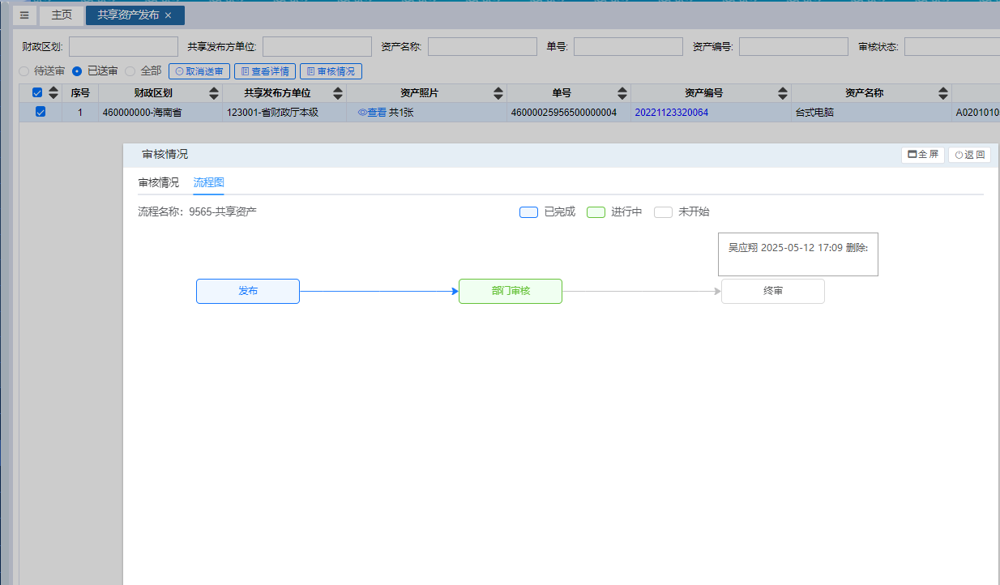 主页 共享资产发布 ×
财政区划: 共享发布方单位: 资产名称: 单号: 资产编号: 审核状态:
待送审 已送审 全部 取消送审 查看详情 审核情况
序号 财政区划 共享发布方单位 资产照片 单号 资产编号 资产名称
1 460000000-海南省 123001-省财政厅本级 查看 共1张 46000025956500000004 20221123320064 台式电脑 A0201010
审核情况 全屏 返回
审核情况 流程图
流程名称: 9565-共享资产 已完成 进行中 未开始
吴应翔 2025-05-12 17:09 删除:
发布 部门审核 终审